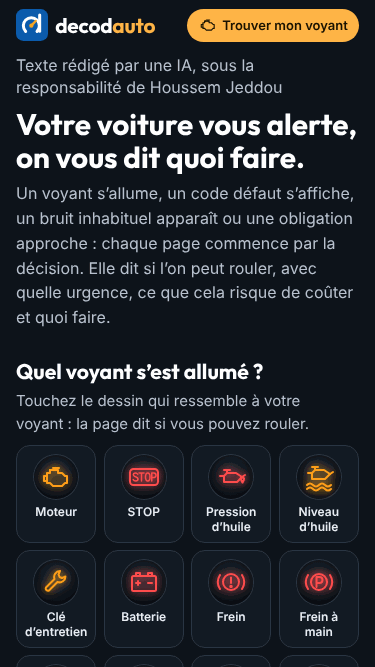 decodauto
Trouver mon voyant
Texte rédigé par une IA, sous la
responsabilité de Houssem Jeddou
Votre voiture vous alerte,
on vous dit quoi faire.
Un voyant s’allume, un code défaut s’affiche,
un bruit inhabituel apparaît ou une obligation
approche : chaque page commence par la
décision. Elle dit si l’on peut rouler, avec
quelle urgence, ce que cela risque de coûter
et quoi faire.
Quel voyant s’est allumé ?
Touchez le dessin qui ressemble à votre
voyant : la page dit si vous pouvez rouler.
Moteur
STOP
STOP
Pression
d’huile
Niveau
d’huile
Clé
d’entretien
Batterie
Frein
P
Frein à
main